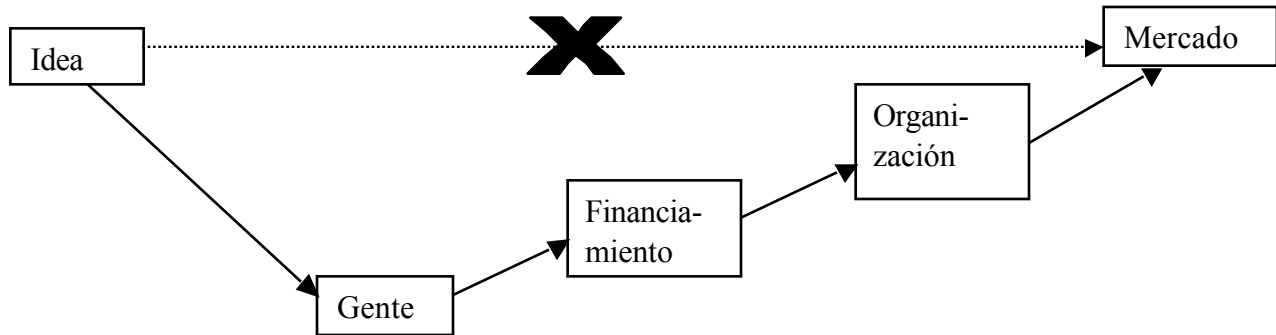 Idea
Mercado
Organi-
zación
Financia-
miento
Gente